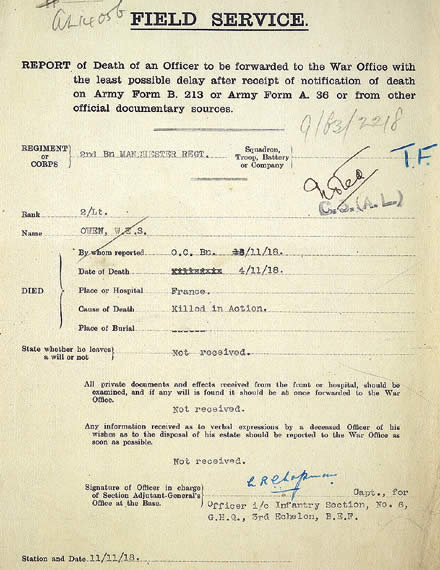 AL14056
FIELD SERVICE.
REPORT of Death of an Officer to be forwarded to the War Office with
the least possible delay after receipt of notification of death
on Army Form B. 213 or Army Form A. 36 or from other
official documentary sources.
9/83/2218
REGIMENT or CORPS } 2nd Bn MANCHESTER REGT.
Squadron, Troop, Battery or Company }
T.F.
Noted
C.2.(A.L)
Rank 2/Lt.
Name OWEN, W.E.S.
DIED
By whom reported O.C. Bn. /11/18.
Date of Death 4/11/18.
Place or Hospital France.
Cause of Death Killed in Action.
Place of Burial ------
State whether he leaves a will or not } Not received.
All private documents and effects received from the front or hospital, should be
examined, and if any will is found it should be at once forwarded to the War
Office.
Not received.
Any information received as to verbal expressions by a deceased Officer of his
wishes as to the disposal of his estate should be reported to the War Office as
soon as possible.
Not received.
Signature of Officer in charge
of Section Adjutant-General's
Office at the Base.
Chapman
Capt., for
Officer i/c Infantry Section, No. 6,
G.H.Q., 3rd Echelon, B.E.F.
Station and Date. 11/11/18.